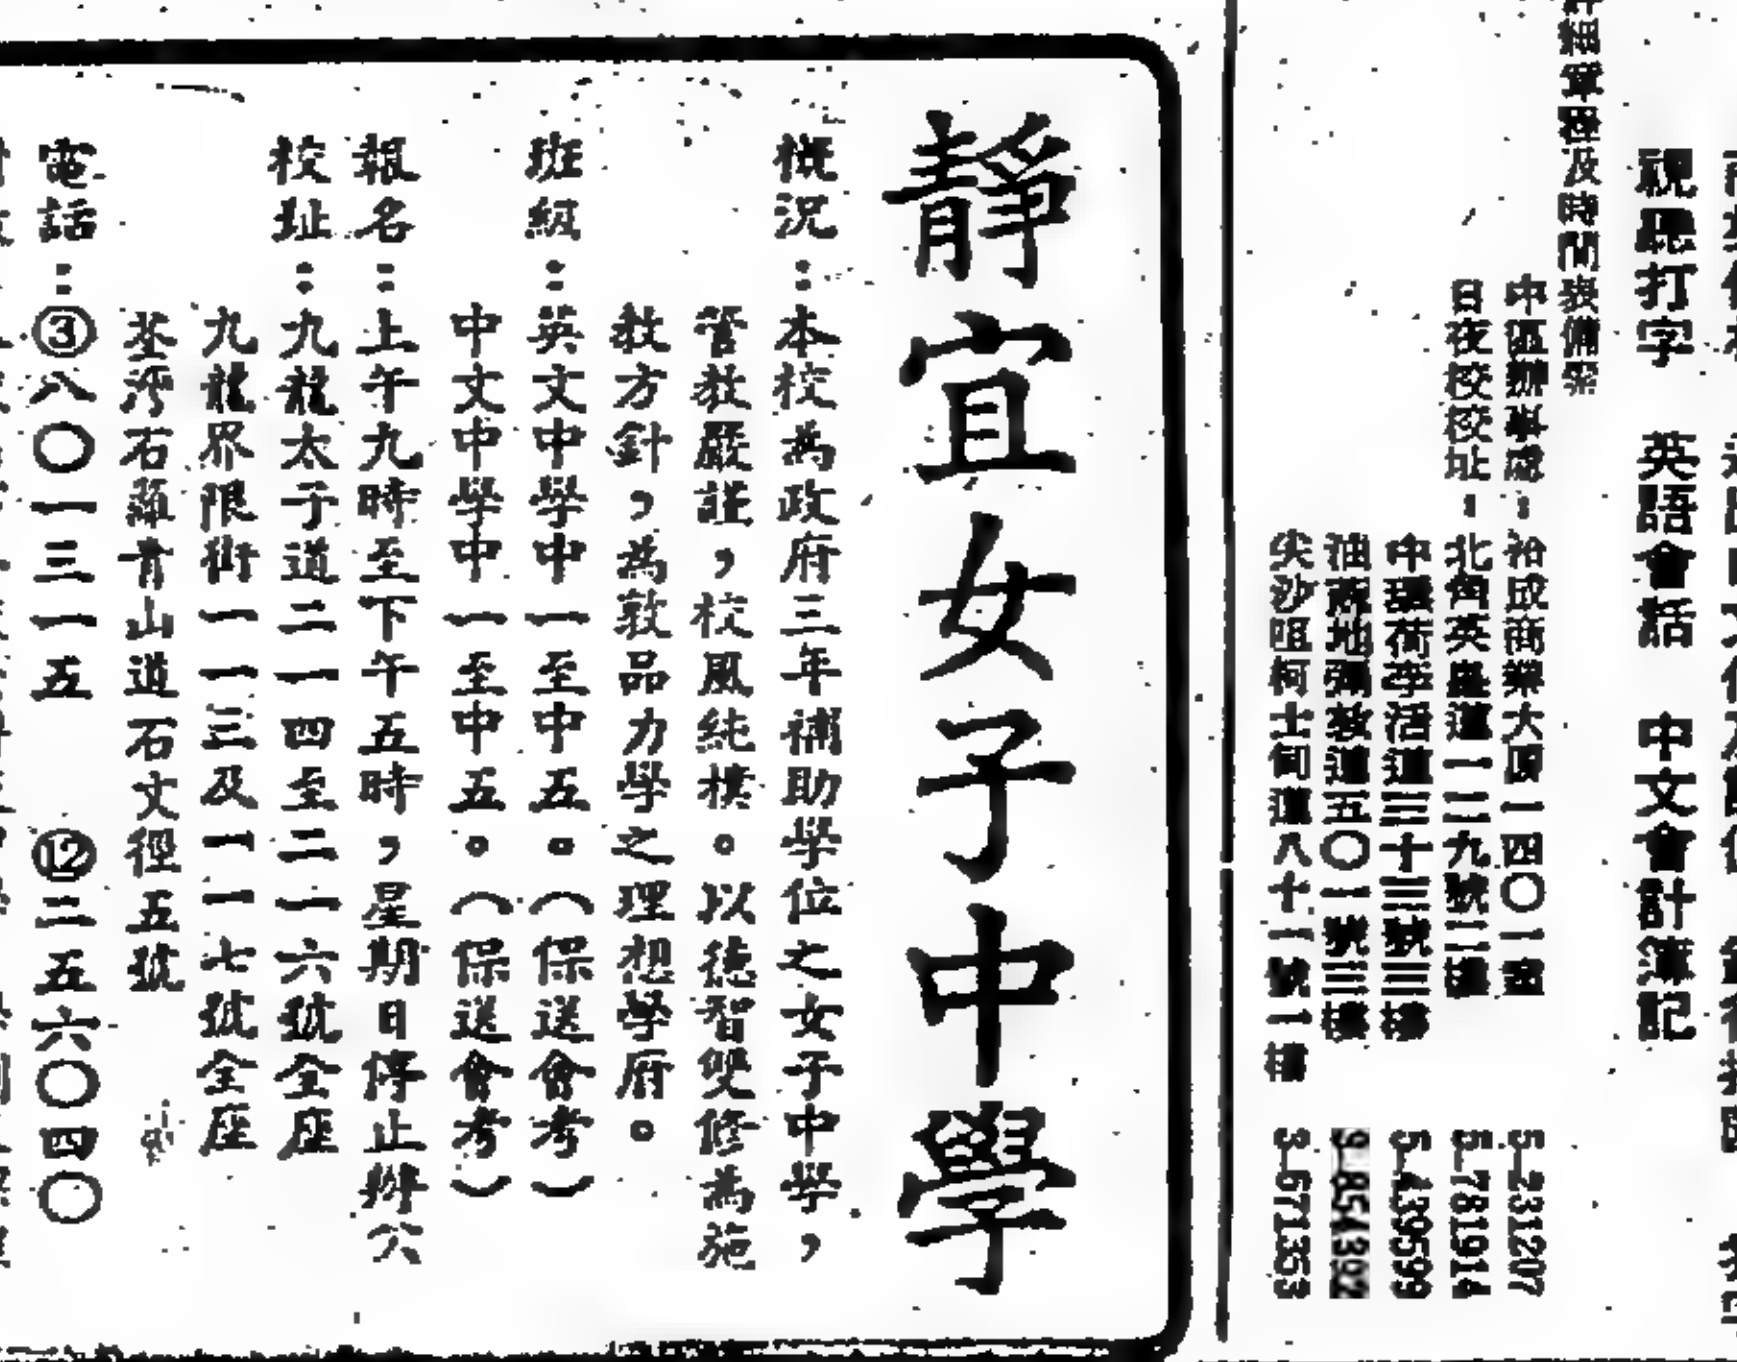 視聽打字　英語會話　中文會計簿記
及時間表備索
中區辦事處：裕成商業大厦一四〇一室　5-231207
日夜校校址：北角英皇道一二九號二樓　5-781914
中環荷李活道三十三號三樓　5-439599
油蔴地彌敦道五〇一號三樓　3-854302
尖沙咀柯士甸道八十二號一樓　3-671353
靜宜女子中學
概況：本校為政府三年補助學位之女子中學，
管教嚴謹，校風純樸。以德智雙修為施
教方針，為敦品力學之理想學府。
班級：英文中學中一至中五。（保送會考）
中文中學中一至中五。（保送會考）
報名：上午九時至下午五時，星期日停止辦公
校址：九龍太子道二一四至二一六號全座
九龍界限街一一三及一一七號全座
荃灣石籬青山道石文徑五號
電話：③八〇一三一五　⑫二五六〇四〇